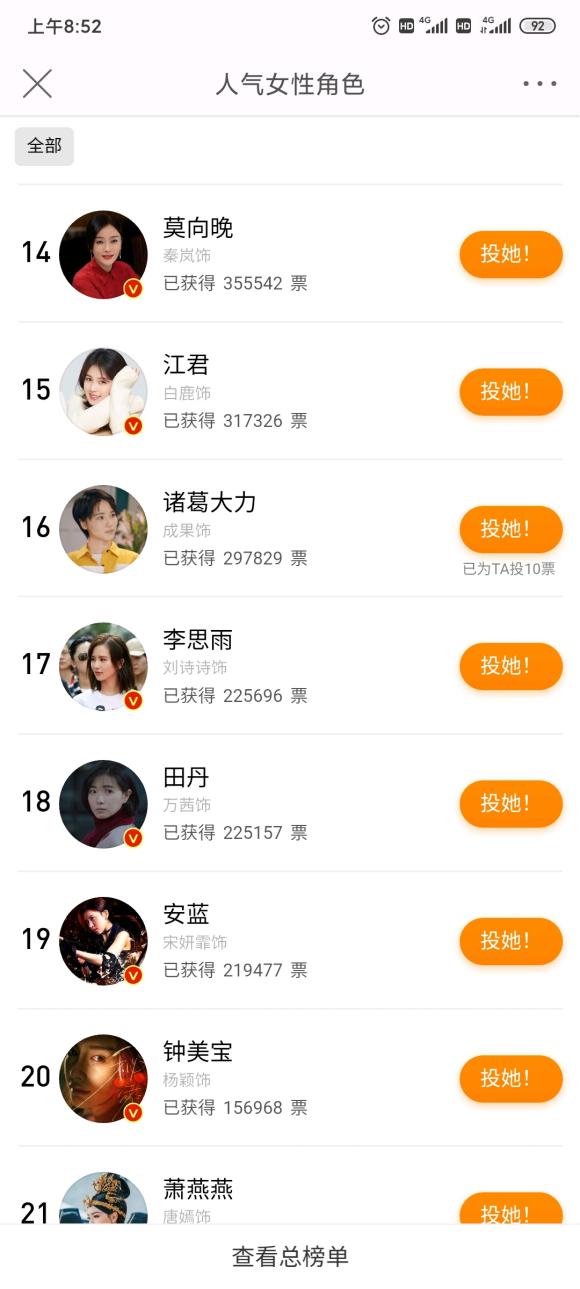 上午8:52
HD 4G HD 4G 92
人气女性角色
全部
14
莫向晚
秦岚饰
已获得 355542 票
投她!
15
江君
白鹿饰
已获得 317326 票
投她!
16
诸葛大力
成果饰
已获得 297829 票
投她!
已为TA投10票
17
李思雨
刘诗诗饰
已获得 225696 票
投她!
18
田丹
万茜饰
已获得 225157 票
投她!
19
安蓝
宋妍霏饰
已获得 219477 票
投她!
20
钟美宝
杨颖饰
已获得 156968 票
投她!
21
萧燕燕
唐嫣饰
投她!
查看总榜单